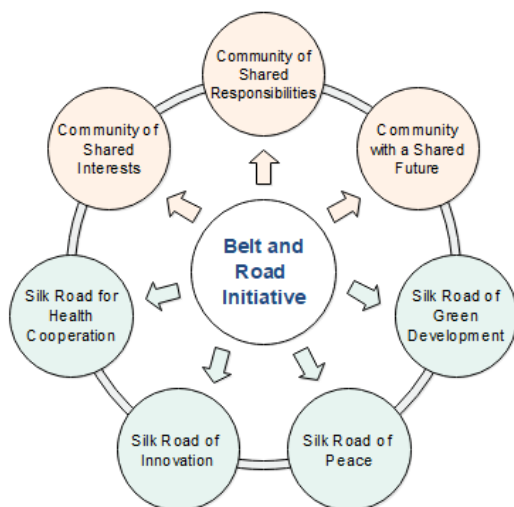 Community of
Shared
Responsibilities
Community of
Shared
Interests
Community
with a Shared
Future
Belt and
Road
Initiative
Silk Road for
Health
Cooperation
Silk Road of
Green
Development
Silk Road of
Innovation
Silk Road of
Peace